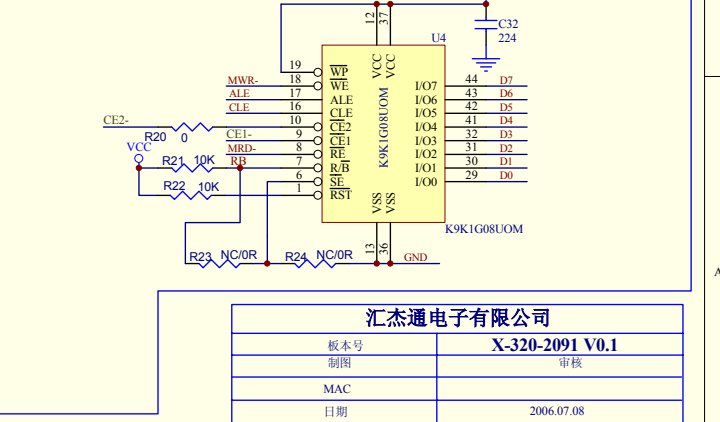 12 37
C32
224
U4
19 WP VCC VCC
MWR- 18 WE I/O7 44 D7
ALE 17 ALE I/O6 43 D6
CLE 16 CLE I/O5 42 D5
CE2- R20 0 10 CE2 I/O4 41 D4
CE1- 9 CE1 I/O3 32 D3
VCC MRD- 8 RE I/O2 31 D2
R21 10K RB 7 R/B I/O1 30 D1
6 SE I/O0 29 D0
R22 10K 1 RST VSS VSS
K9K1G08UOM
K9K1G08UOM
13 36
R23 NC/0R R24 NC/0R GND
A
汇杰通电子有限公司
板本号 X-320-2091 V0.1
制图 审核
MAC
日期 2006.07.08